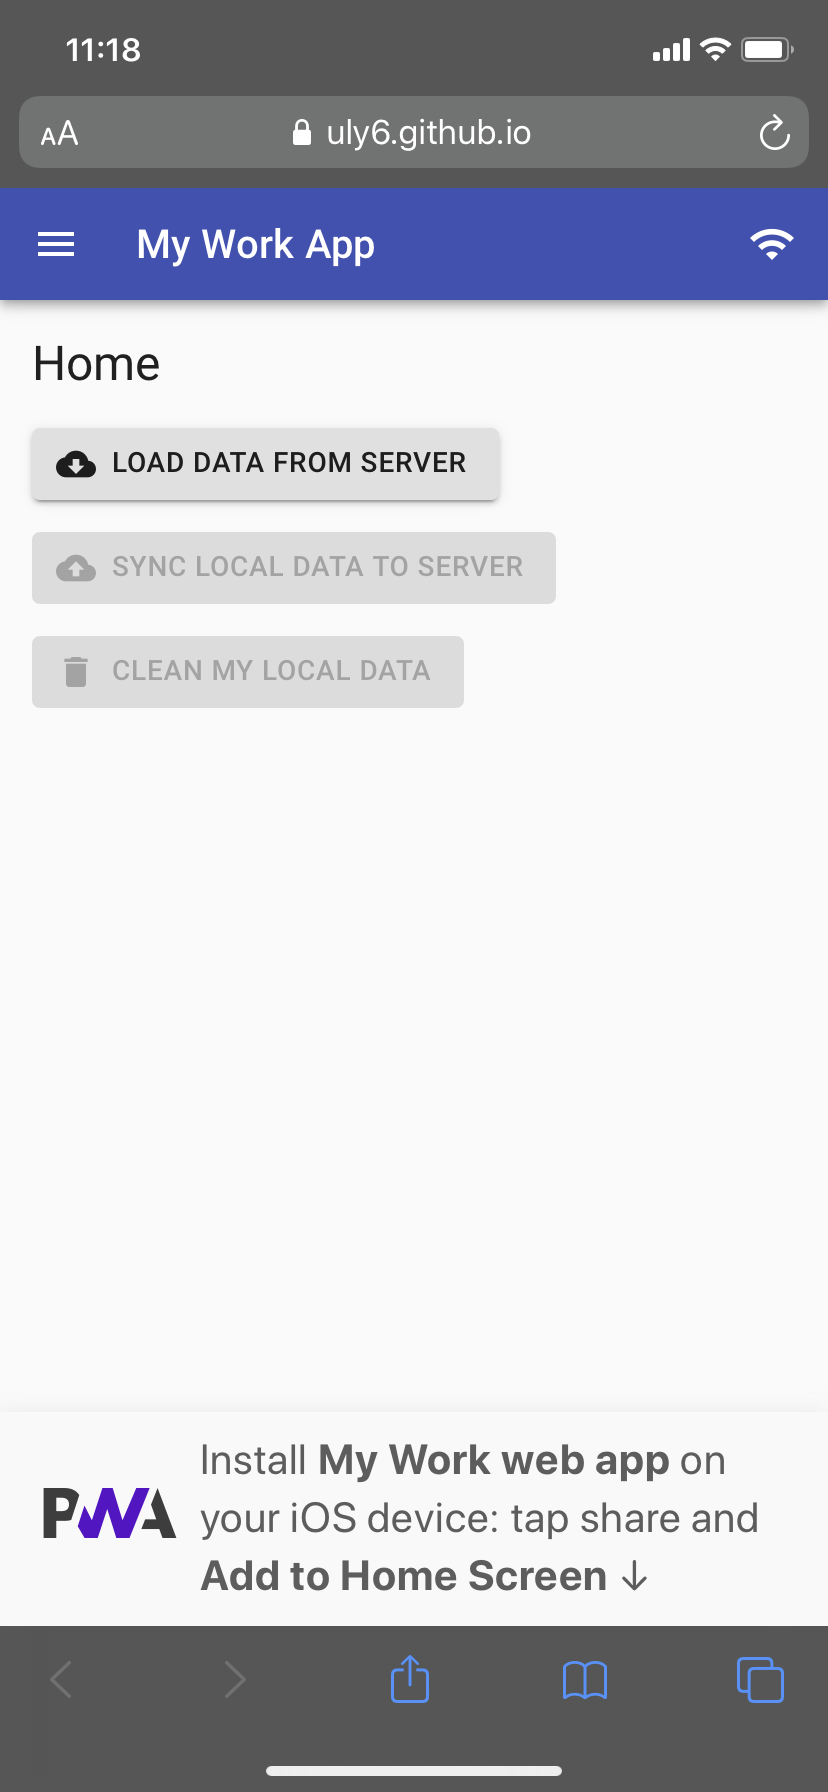 11:18
AA
uly6.github.io
My Work App
Home
LOAD DATA FROM SERVER
SYNC LOCAL DATA TO SERVER
CLEAN MY LOCAL DATA
PWA
Install My Work web app on
your iOS device: tap share and
Add to Home Screen ↓